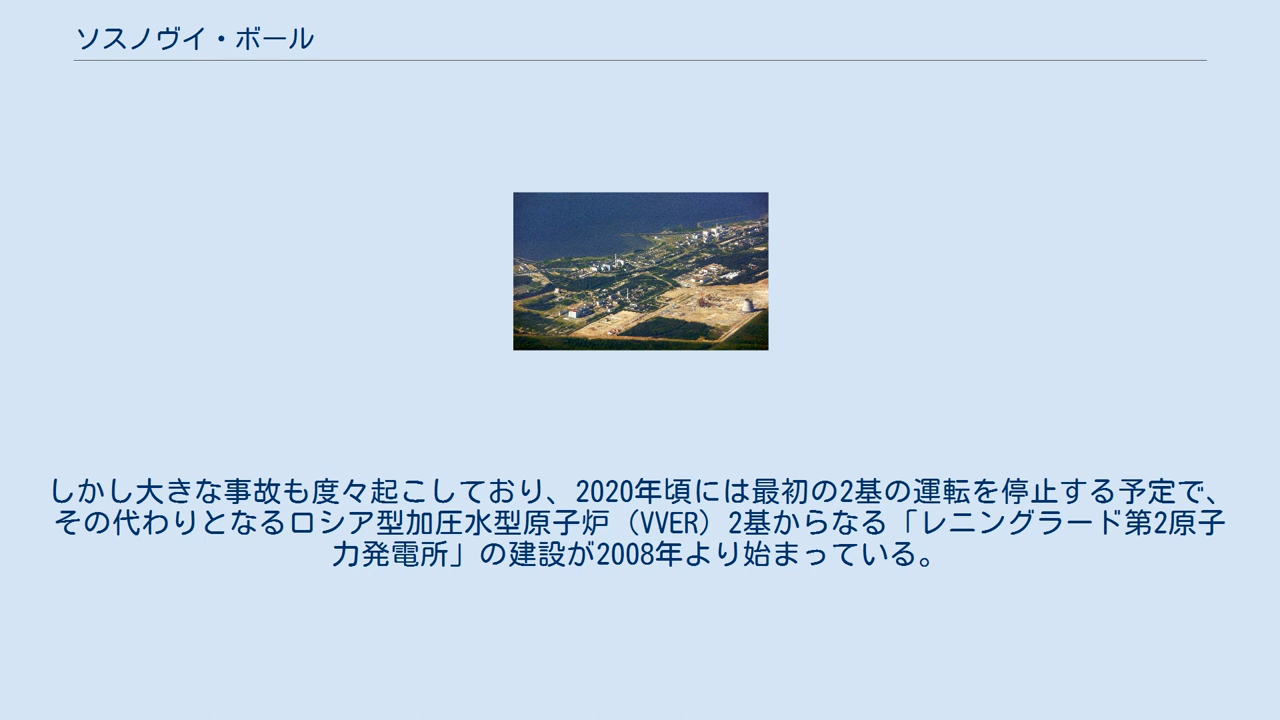 ソスノヴイ・ボール
しかし大きな事故も度々起こしており、2020年頃には最初の2基の運転を停止する予定で、
その代わりとなるロシア型加圧水型原子炉（VVER）2基からなる「レニングラード第2原子
力発電所」の建設が2008年より始まっている。